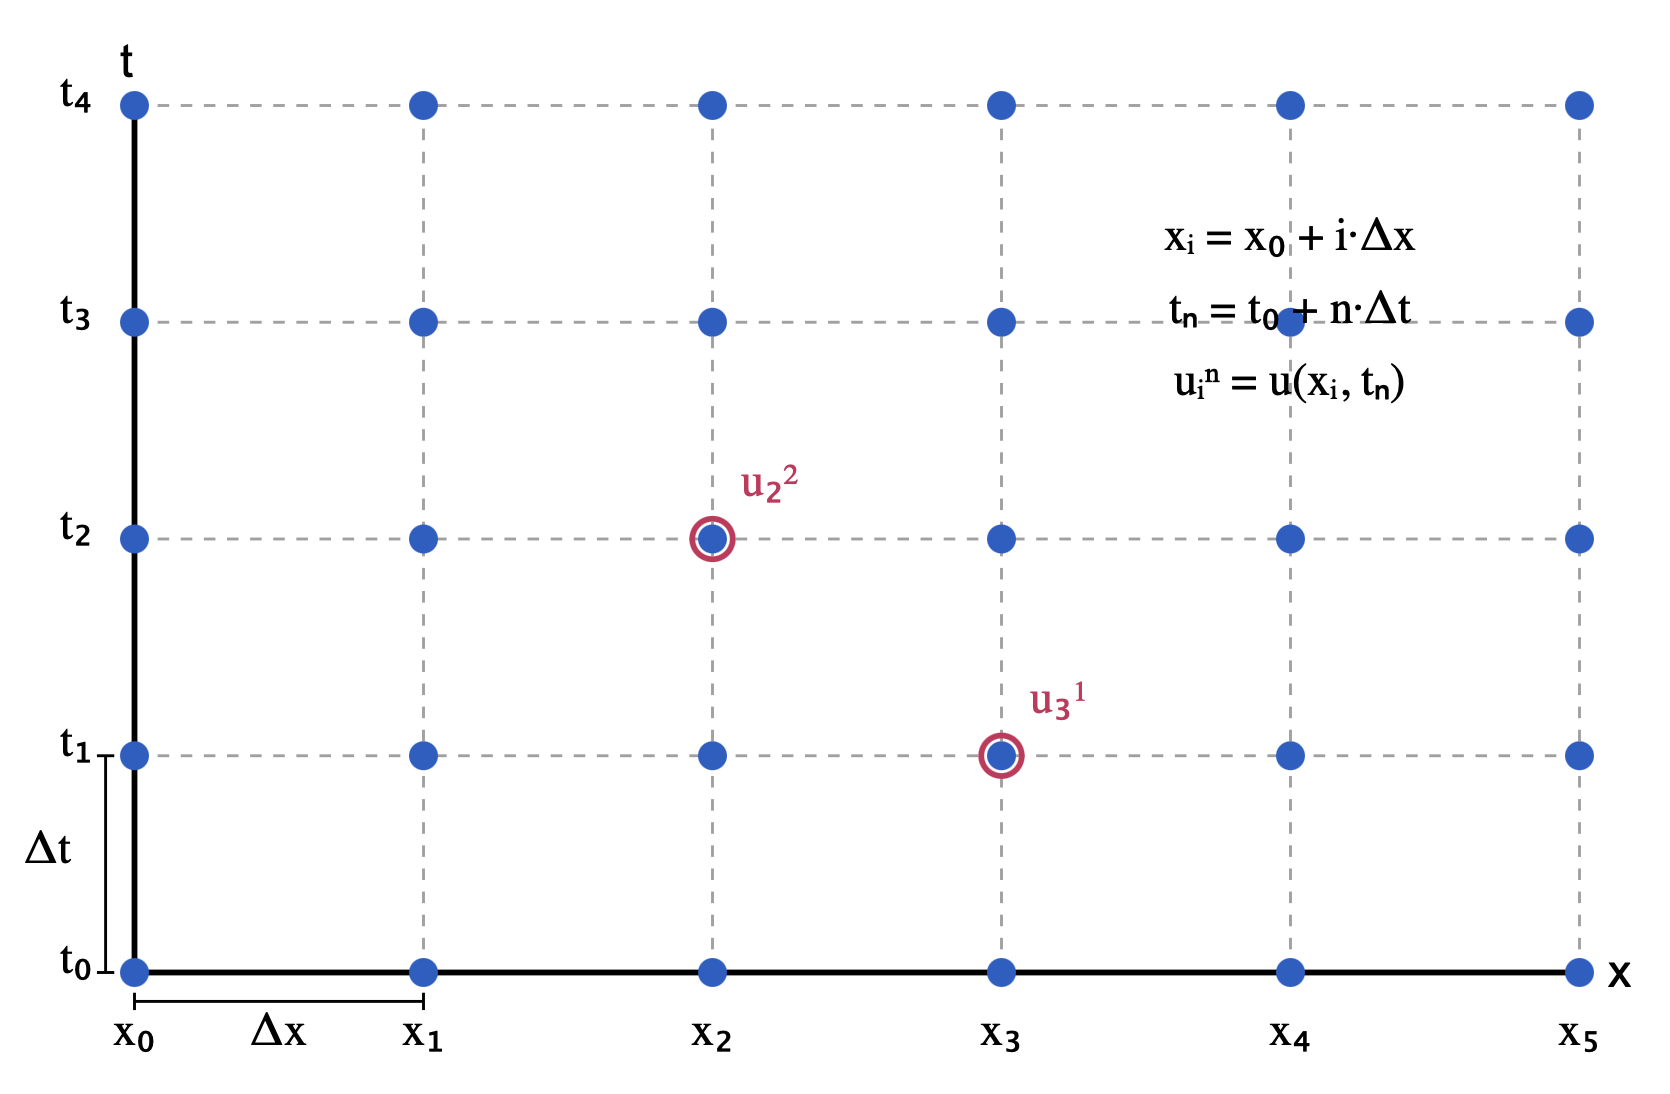 t
t₄
xᵢ = x₀ + i·Δx
t₃
tₙ = t₀ + n·Δt
uᵢⁿ = u(xᵢ, tₙ)
u₂²
t₂
u₃¹
t₁
Δt
t₀
x
x₀ Δx x₁ x₂ x₃ x₄ x₅